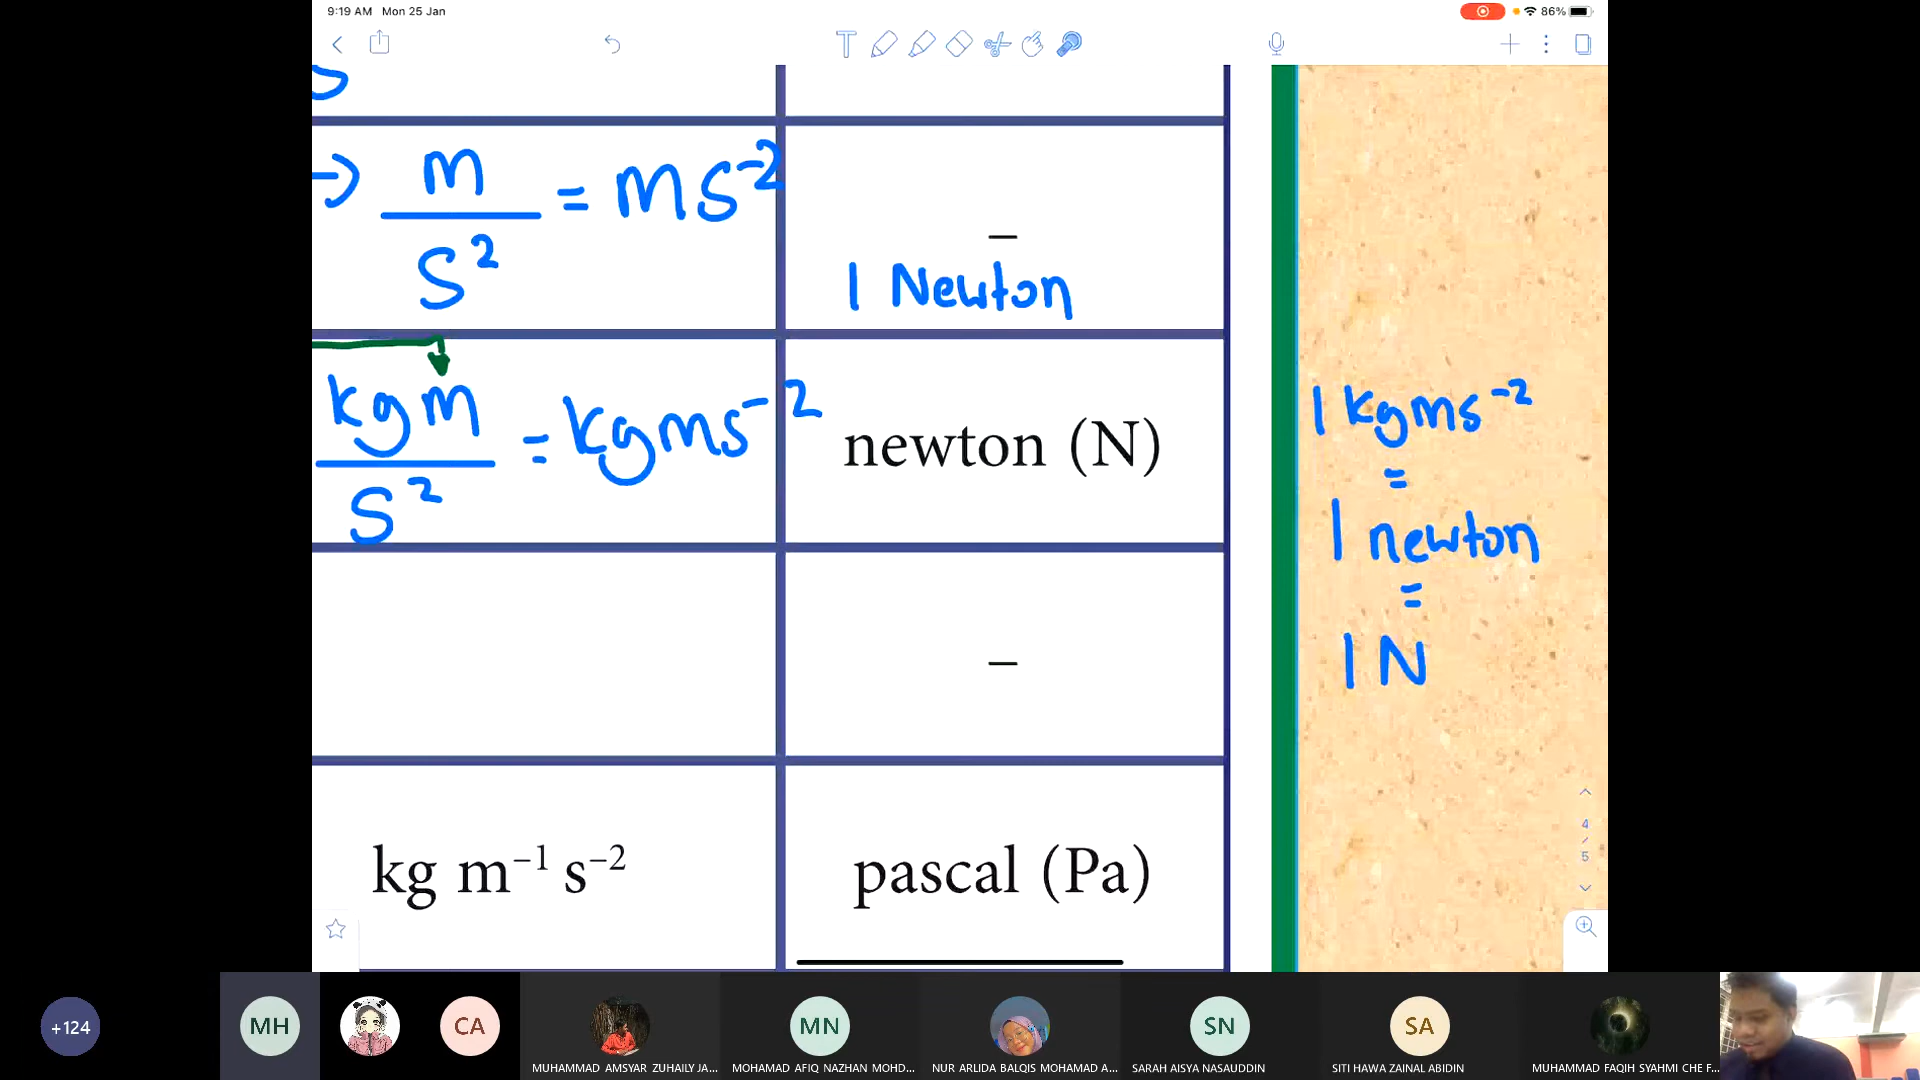 9:19 AM Mon 25 Jan
86%
→ m/s² = ms⁻²
–
1 Newton
kgm/s² = kgms⁻²
newton (N)
1 kgms⁻²
=
1 newton
=
1 N
–
kg m⁻¹ s⁻²
pascal (Pa)
4
/
5
+124
MH
CA
MN
SN
SA
MUHAMMAD AMSYAR ZUHAILY JA...
MOHAMAD AFIQ NAZHAN MOHD...
NUR ARLIDA BALQIS MOHAMAD A...
SARAH AISYA NASAUDDIN
SITI HAWA ZAINAL ABIDIN
MUHAMMAD FAQIH SYAHMI CHE F...